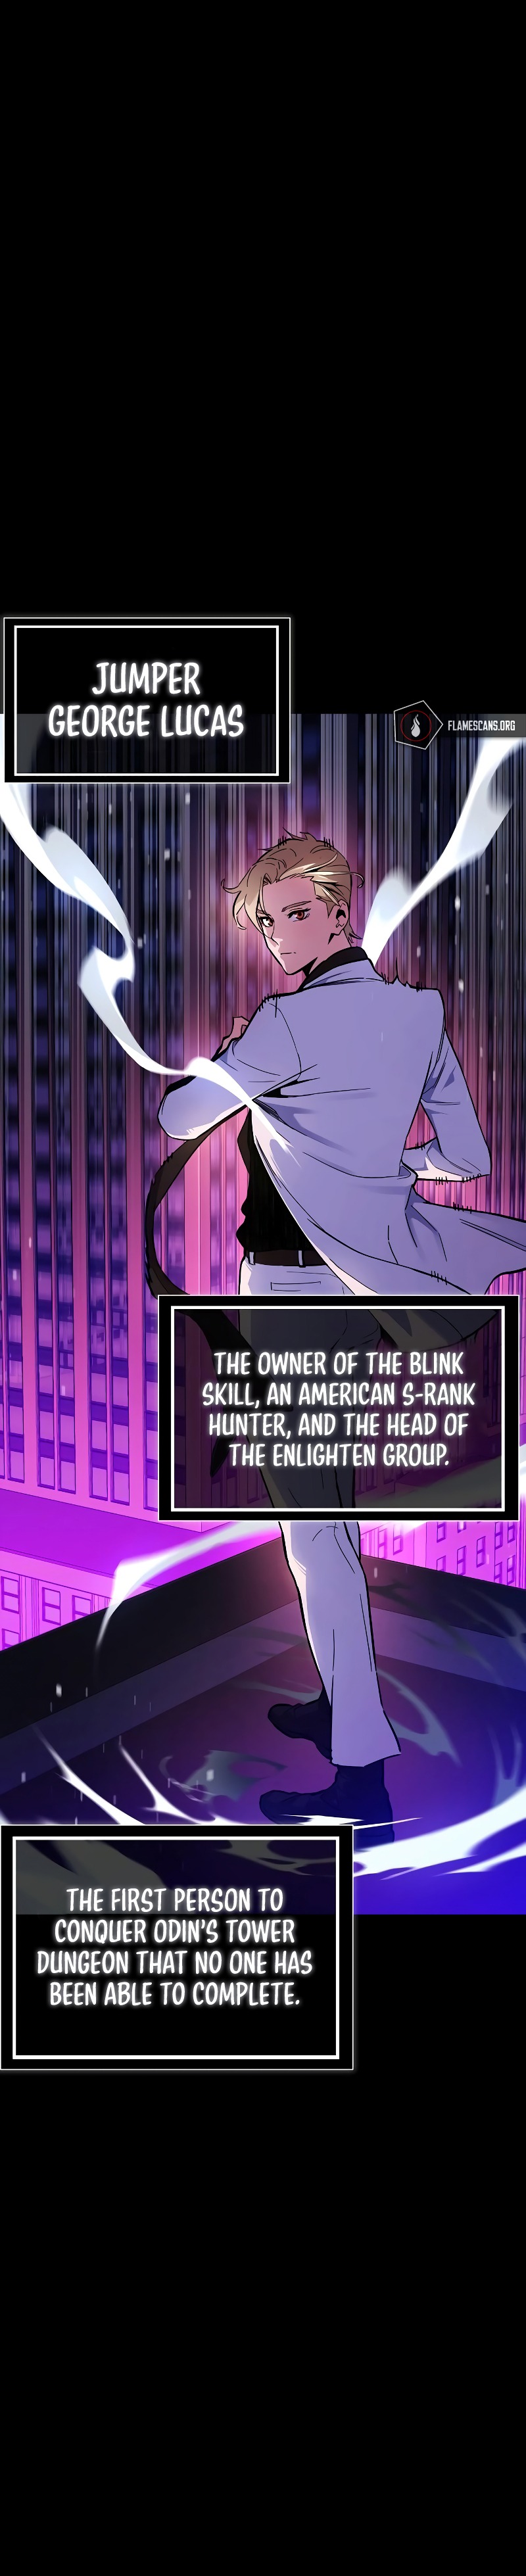 JUMPER
GEORGE LUCAS
FLAMESCANS.ORG
THE OWNER OF THE BLINK
SKILL, AN AMERICAN S-RANK
HUNTER, AND THE HEAD OF
THE ENLIGHTEN GROUP.
THE FIRST PERSON TO
CONQUER ODIN'S TOWER
DUNGEON THAT NO ONE HAS
BEEN ABLE TO COMPLETE.